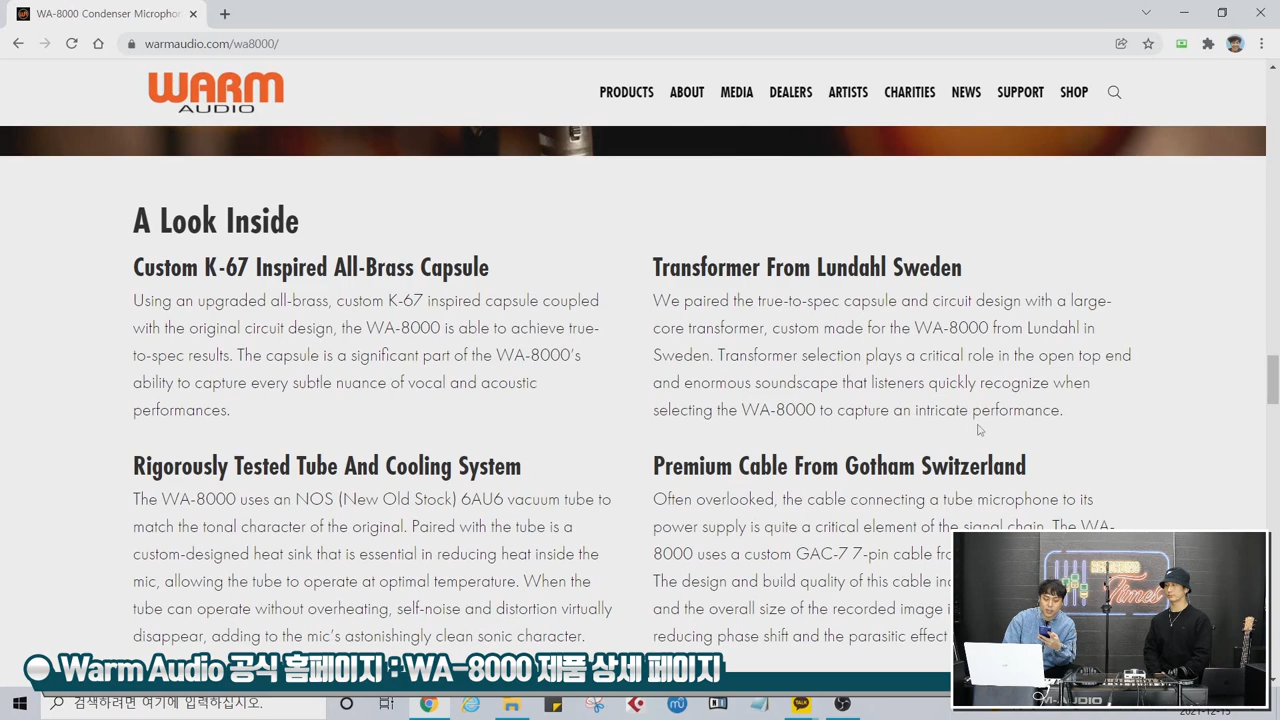 WA-8000 Condenser Microphon
warmaudio.com/wa8000/
WARM
AUDIO
PRODUCTS ABOUT MEDIA DEALERS ARTISTS CHARITIES NEWS SUPPORT SHOP
A Look Inside
Custom K-67 Inspired All-Brass Capsule
Using an upgraded all-brass, custom K-67 inspired capsule coupled
with the original circuit design, the WA-8000 is able to achieve true-
to-spec results. The capsule is a significant part of the WA-8000's
ability to capture every subtle nuance of vocal and acoustic
performances.
Transformer From Lundahl Sweden
We paired the true-to-spec capsule and circuit design with a large-
core transformer, custom made for the WA-8000 from Lundahl in
Sweden. Transformer selection plays a critical role in the open top end
and enormous soundscape that listeners quickly recognize when
selecting the WA-8000 to capture an intricate performance.
Rigorously Tested Tube And Cooling System
The WA-8000 uses an NOS (New Old Stock) 6AU6 vacuum tube to
match the tonal character of the original. Paired with the tube is a
custom-designed heat sink that is essential in reducing heat inside the
mic, allowing the tube to operate at optimal temperature. When the
tube can operate without overheating, self-noise and distortion virtually
disappear, adding to the mic's astonishingly clean sonic character.
Premium Cable From Gotham Switzerland
Often overlooked, the cable connecting a tube microphone to its
power supply is quite a critical element of the signal chain. The WA-
8000 uses a custom GAC-7 7-pin cable
The design and build quality of this cable
and the overall size of the recorded image
reducing phase shift and the parasitic effect
Times
Warm Audio 공식 홈페이지 : WA-8000 제품 상세 페이지
검색하려면 여기에 입력하십시오.
TALK
2021-12-15